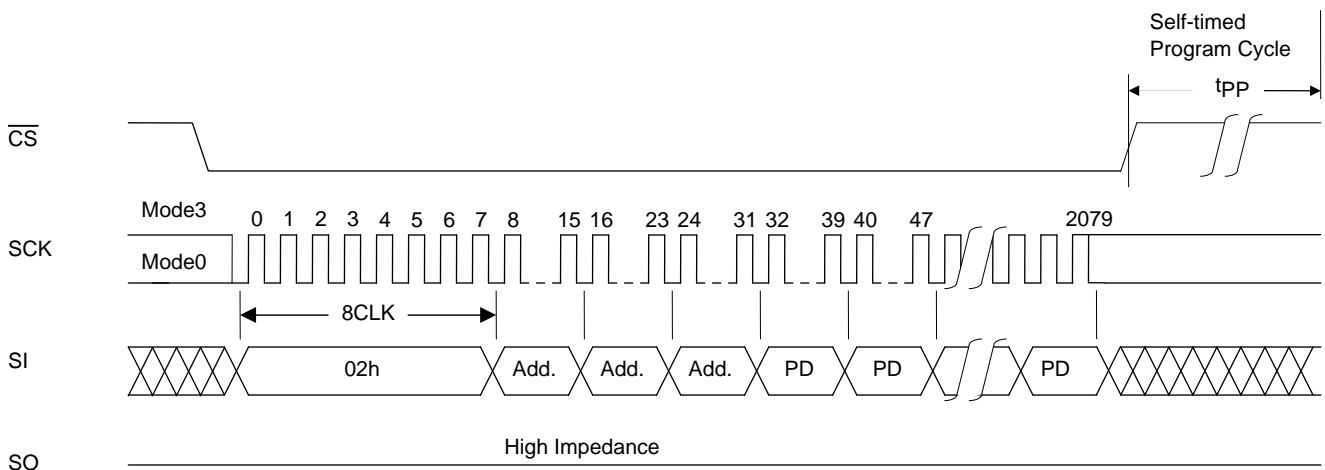 Self-timed
Program Cycle
tPP
CS
Mode3
0 1 2 3 4 5 6 7 8 15 16 23 24 31 32 39 40 47 2079
SCK
Mode0
8CLK
SI
02h Add. Add. Add. PD PD PD
High Impedance
SO